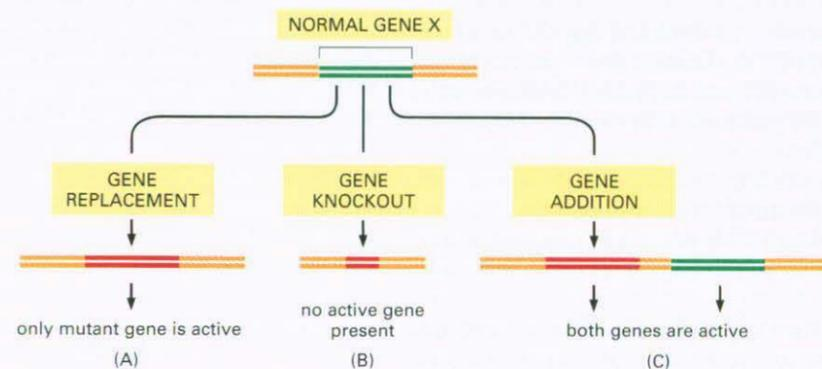 NORMAL GENE X
GENE
REPLACEMENT
GENE
KNOCKOUT
GENE
ADDITION
only mutant gene is active
(A)
no active gene
present
(B)
both genes are active
(C)